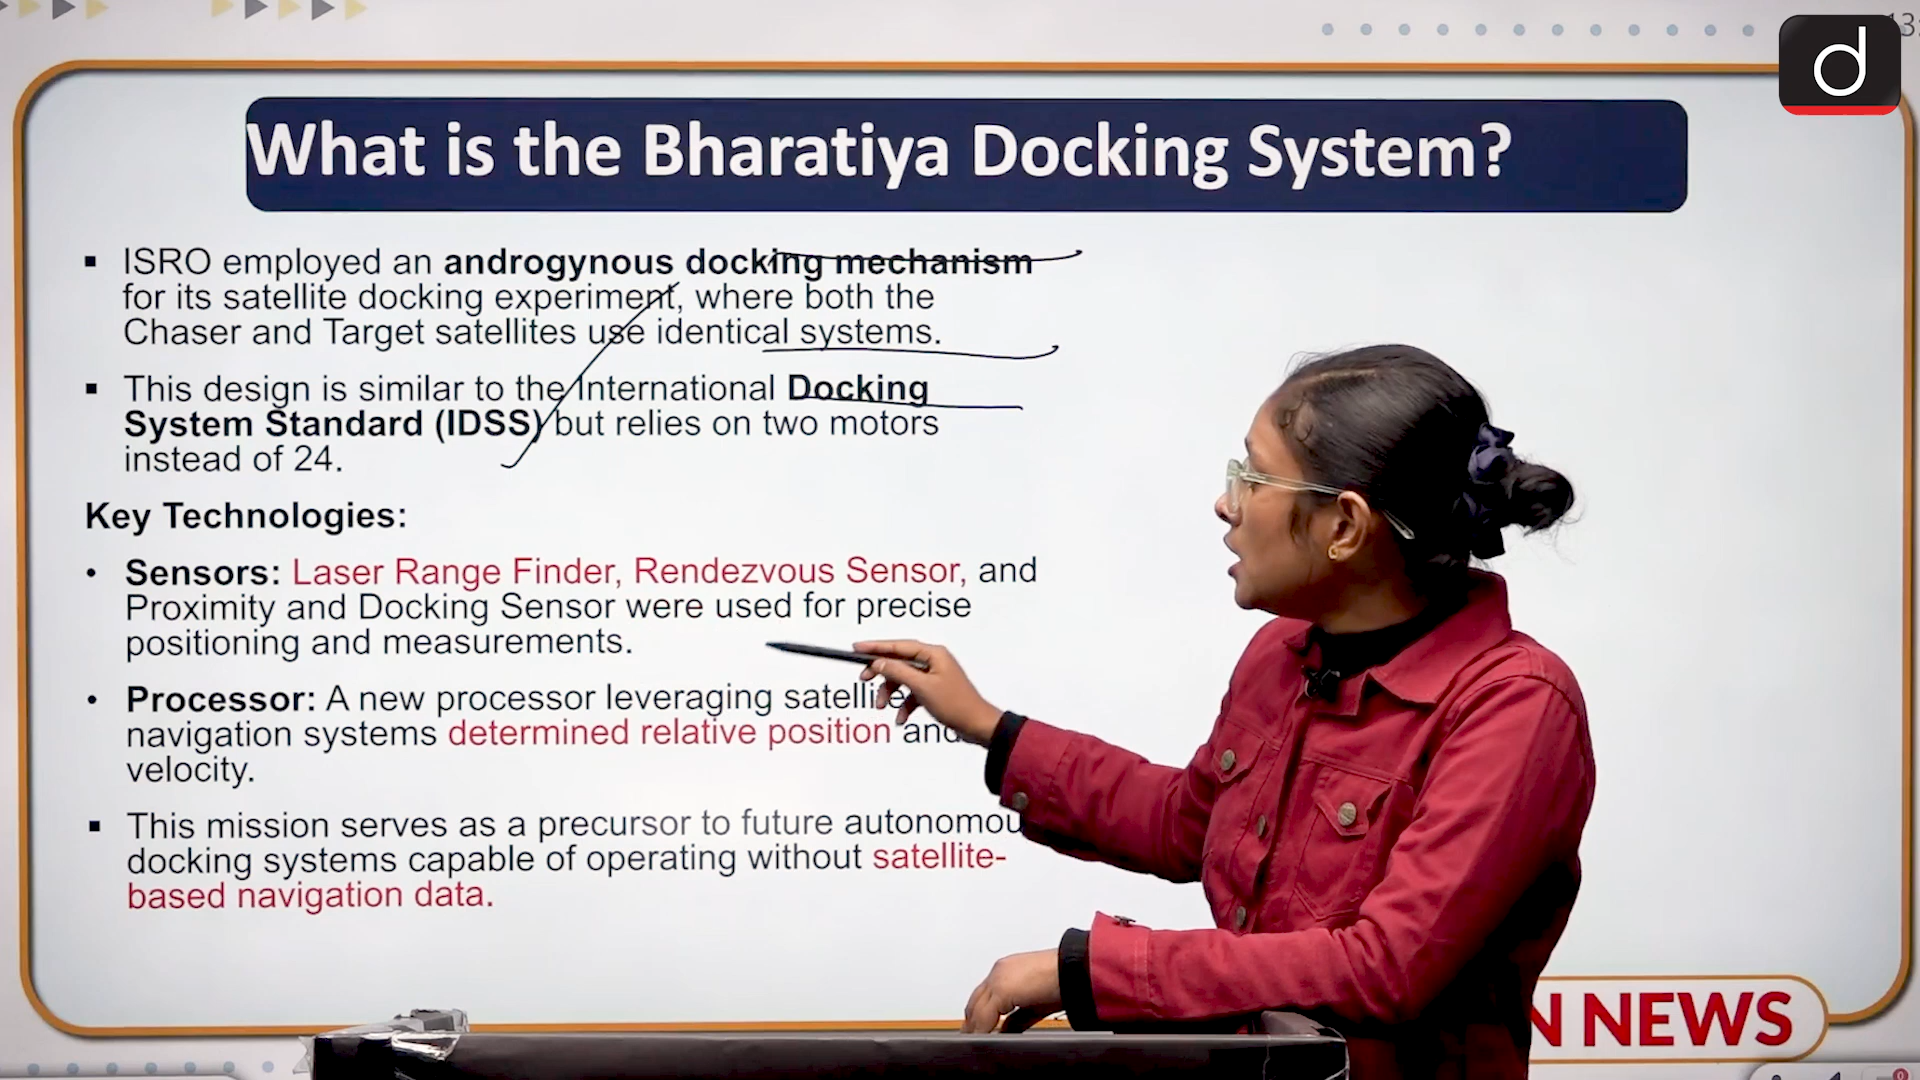 13:
d
What is the Bharatiya Docking System?
▪ ISRO employed an androgynous docking mechanism
for its satellite docking experiment, where both the
Chaser and Target satellites use identical systems.
▪ This design is similar to the International Docking
System Standard (IDSS) but relies on two motors
instead of 24.
Key Technologies:
• Sensors: Laser Range Finder, Rendezvous Sensor, and
Proximity and Docking Sensor were used for precise
positioning and measurements.
• Processor: A new processor leveraging satellite
navigation systems determined relative position and
velocity.
▪ This mission serves as a precursor to future autonomou
docking systems capable of operating without satellite-
based navigation data.
N NEWS